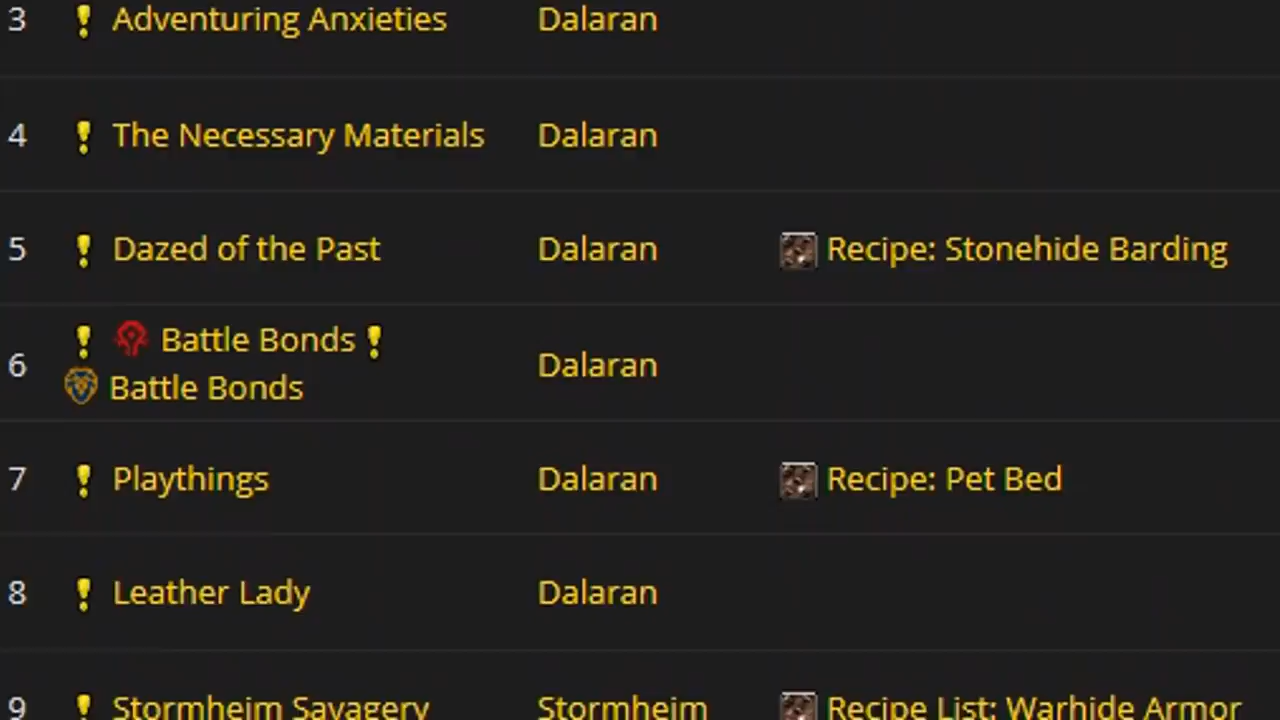 3 Adventuring Anxieties Dalaran
4 The Necessary Materials Dalaran
5 Dazed of the Past Dalaran Recipe: Stonehide Barding
6 Battle Bonds
Battle Bonds Dalaran
7 Playthings Dalaran Recipe: Pet Bed
8 Leather Lady Dalaran
9 Stormheim Savagery Stormheim Recipe List: Warhide Armor